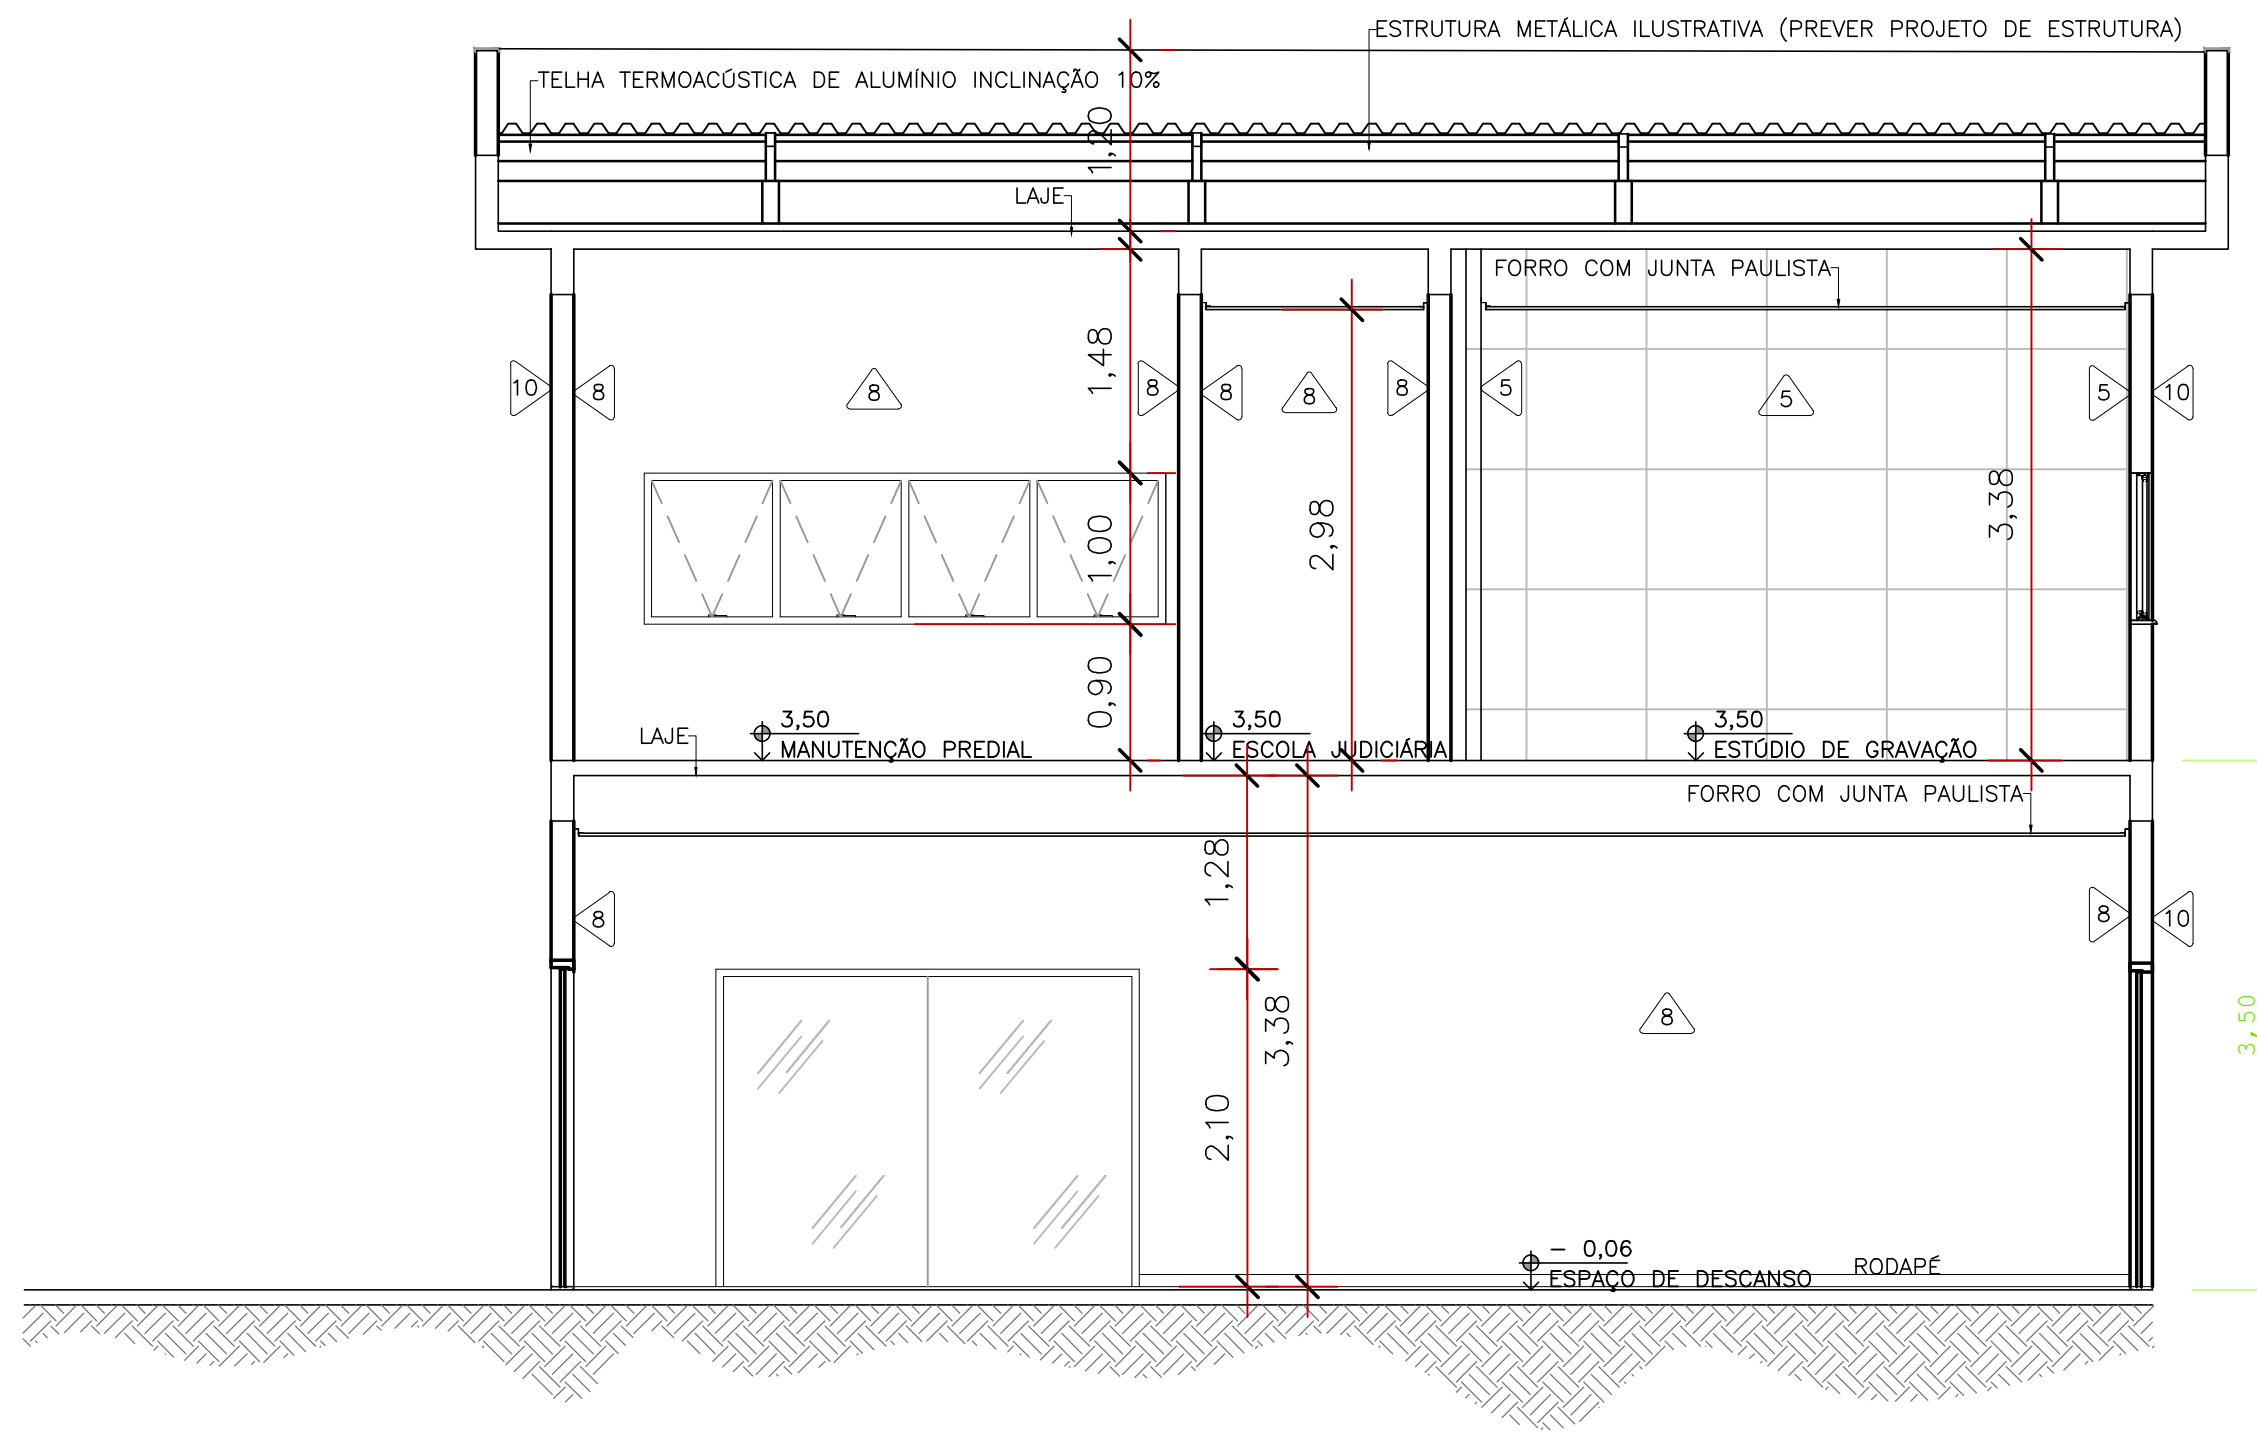 ESTRUTURA METÁLICA ILUSTRATIVA (PREVER PROJETO DE ESTRUTURA)
TELHA TERMOACÚSTICA DE ALUMÍNIO INCLINAÇÃO 10%
1,20
LAJE
FORRO COM JUNTA PAULISTA
1,48
10
8
8
8
8
8
8
5
5
5
10
3,38
2,98
1,00
0,90
3,50
MANUTENÇÃO PREDIAL
3,50
ESCOLA JUDICIÁRIA
3,50
ESTÚDIO DE GRAVAÇÃO
LAJE
FORRO COM JUNTA PAULISTA
1,28
8
8
10
3,38
8
3,50
2,10
- 0,06
ESPAÇO DE DESCANSO
RODAPÉ